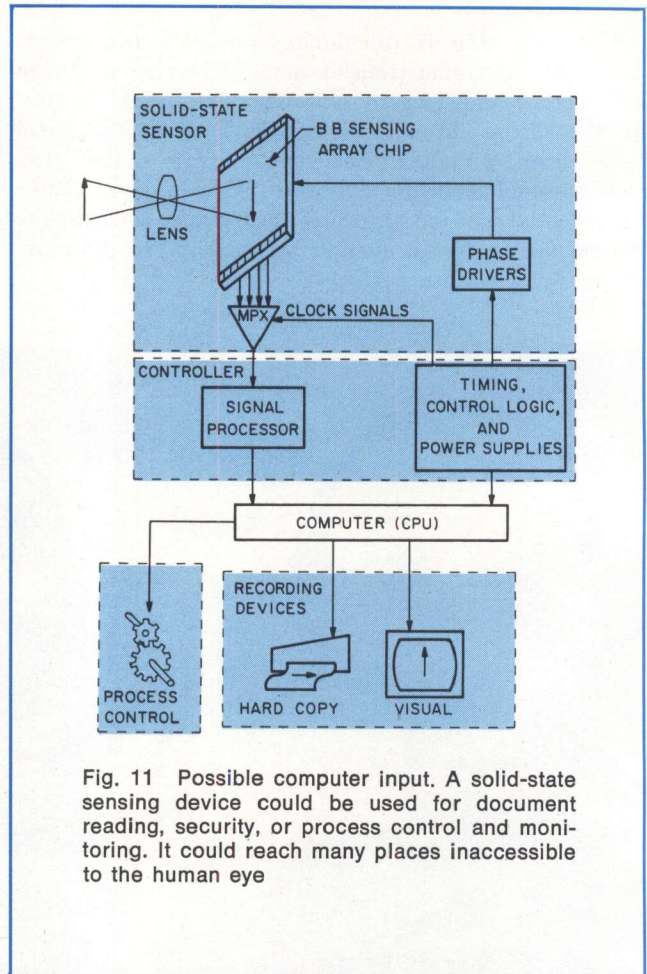 SOLID-STATE
SENSOR
B B SENSING
ARRAY CHIP
LENS
PHASE
DRIVERS
MPX
CLOCK SIGNALS
CONTROLLER
SIGNAL
PROCESSOR
TIMING,
CONTROL LOGIC,
AND
POWER SUPPLIES
COMPUTER (CPU)
PROCESS
CONTROL
RECORDING
DEVICES
HARD COPY
VISUAL
Fig. 11 Possible computer input. A solid-state
sensing device could be used for document
reading, security, or process control and moni-
toring. It could reach many places inaccessible
to the human eye